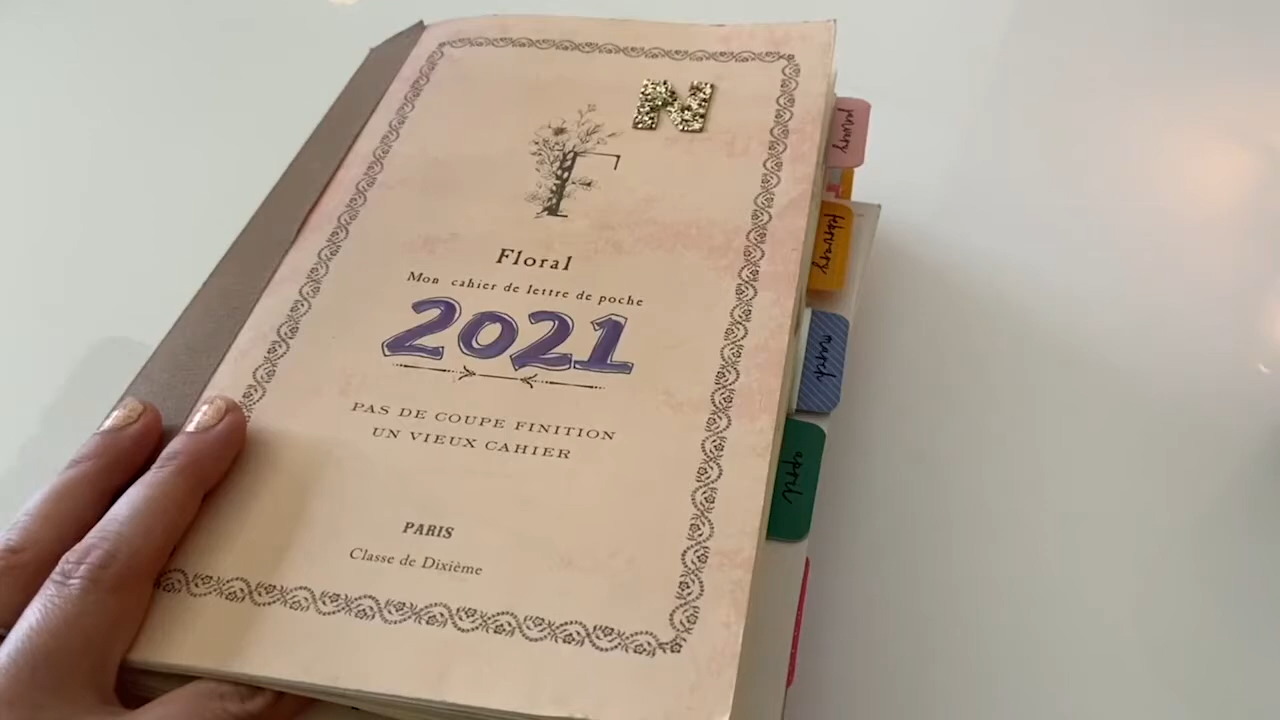 N
F
Floral
Mon cahier de lettre de poche
2021
PAS DE COUPE FINITION
UN VIEUX CAHIER
PARIS
Classe de Dixième
january
february
march
april